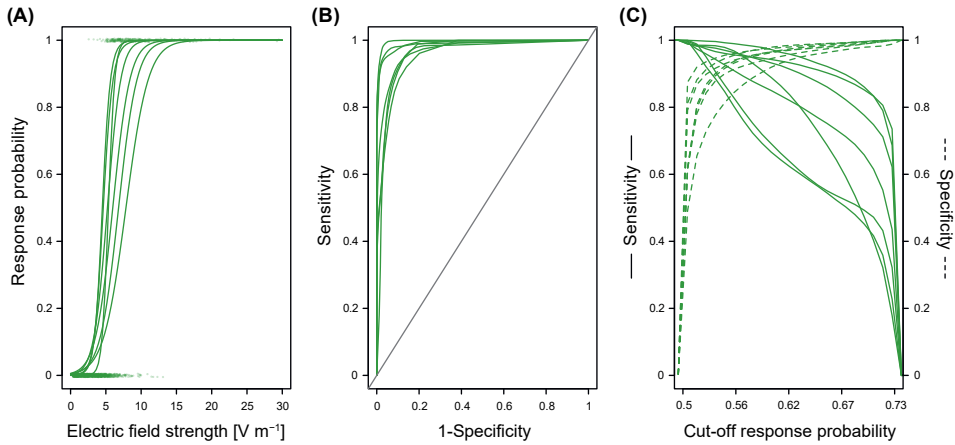 (A)
Response probability
1
0.8
0.6
0.4
0.2
0
0 5 10 15 20 25 30
Electric field strength [V m⁻¹]
(B)
Sensitivity
1
0.8
0.6
0.4
0.2
0
0 0.2 0.4 0.6 0.8 1
1-Specificity
(C)
Sensitivity
1
0.8
0.6
0.4
0.2
0
0.5 0.56 0.62 0.67 0.73
Cut-off response probability
1
0.8
0.6
0.4
0.2
0
Specificity